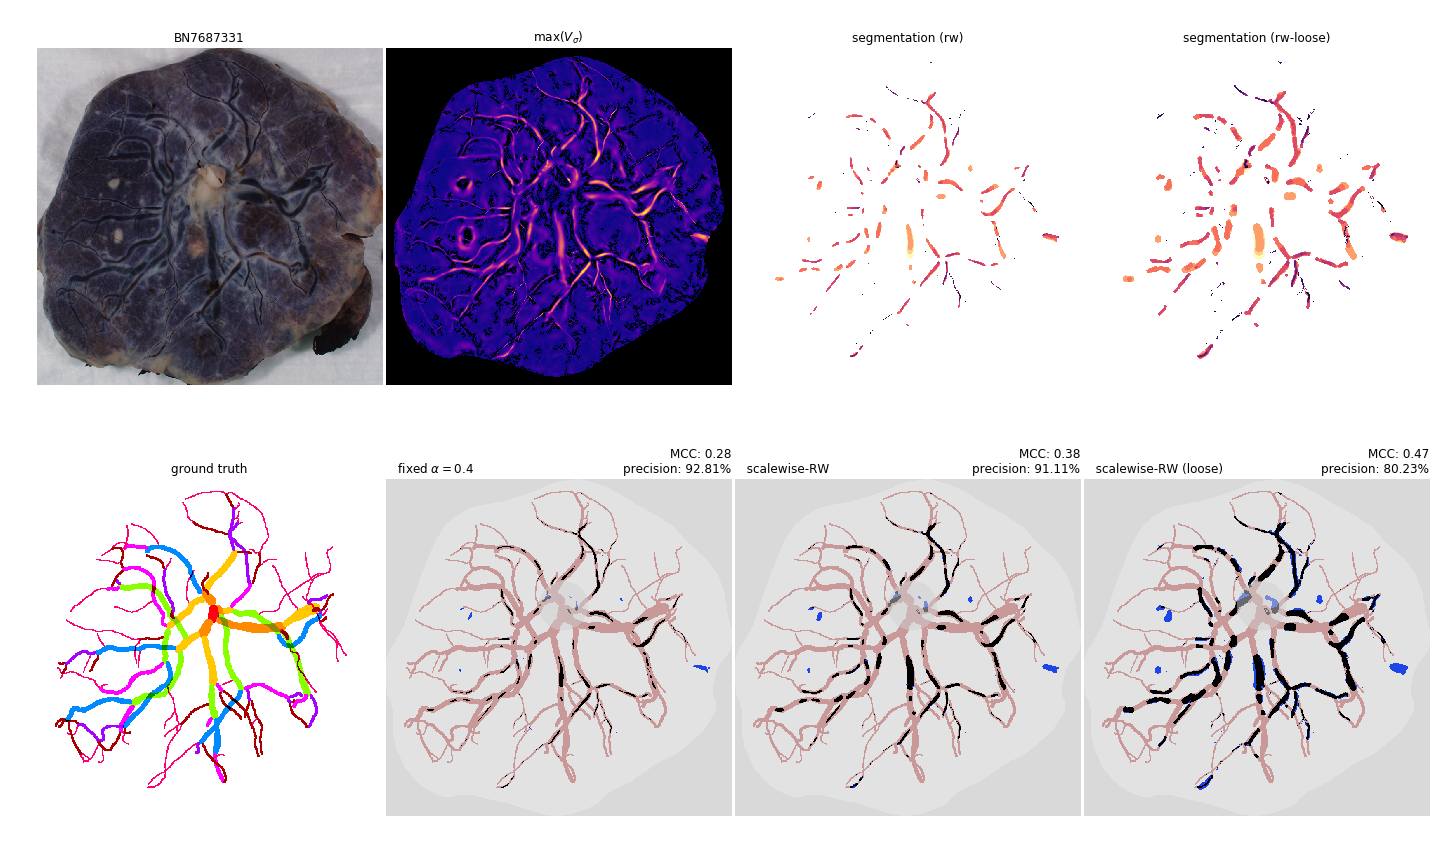 BN7687331
max(V_σ)
segmentation (rw)
segmentation (rw-loose)
ground truth
fixed α = 0.4
MCC: 0.28
precision: 92.81%
scalewise-RW
MCC: 0.38
precision: 91.11%
scalewise-RW (loose)
MCC: 0.47
precision: 80.23%